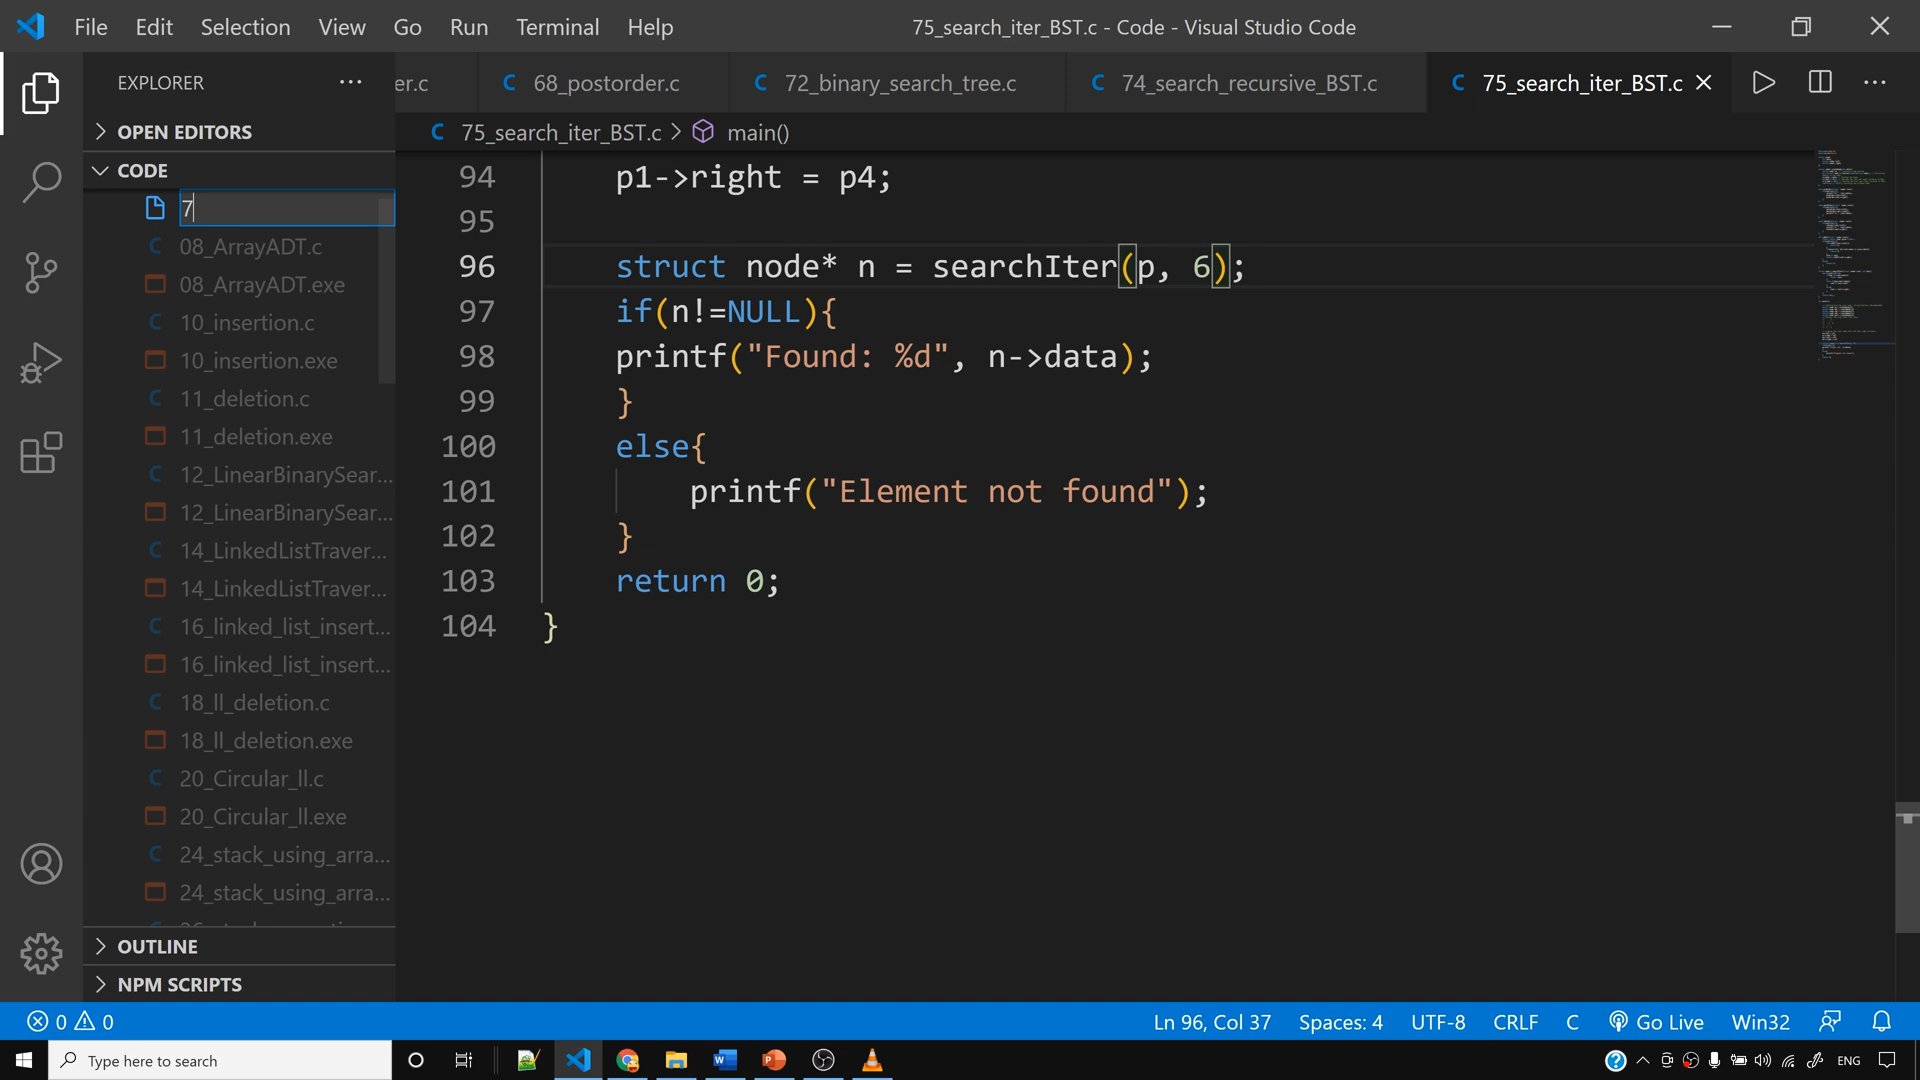 File Edit Selection View Go Run Terminal Help
75_search_iter_BST.c - Code - Visual Studio Code
EXPLORER
er.c
C 68_postorder.c
C 72_binary_search_tree.c
C 74_search_recursive_BST.c
C 75_search_iter_BST.c
OPEN EDITORS
C 75_search_iter_BST.c > main()
CODE
7
C 08_ArrayADT.c
08_ArrayADT.exe
C 10_insertion.c
10_insertion.exe
C 11_deletion.c
11_deletion.exe
C 12_LinearBinarySear...
12_LinearBinarySear...
C 14_LinkedListTraver...
14_LinkedListTraver...
C 16_linked_list_insert...
16_linked_list_insert...
C 18_ll_deletion.c
18_ll_deletion.exe
C 20_Circular_ll.c
20_Circular_ll.exe
C 24_stack_using_arra...
24_stack_using_arra...
OUTLINE
NPM SCRIPTS
94 p1->right = p4;
95
96 struct node* n = searchIter(p, 6);
97 if(n!=NULL){
98 printf("Found: %d", n->data);
99 }
100 else{
101 printf("Element not found");
102 }
103 return 0;
104 }
0 0
Ln 96, Col 37 Spaces: 4 UTF-8 CRLF C Go Live Win32
Type here to search
ENG